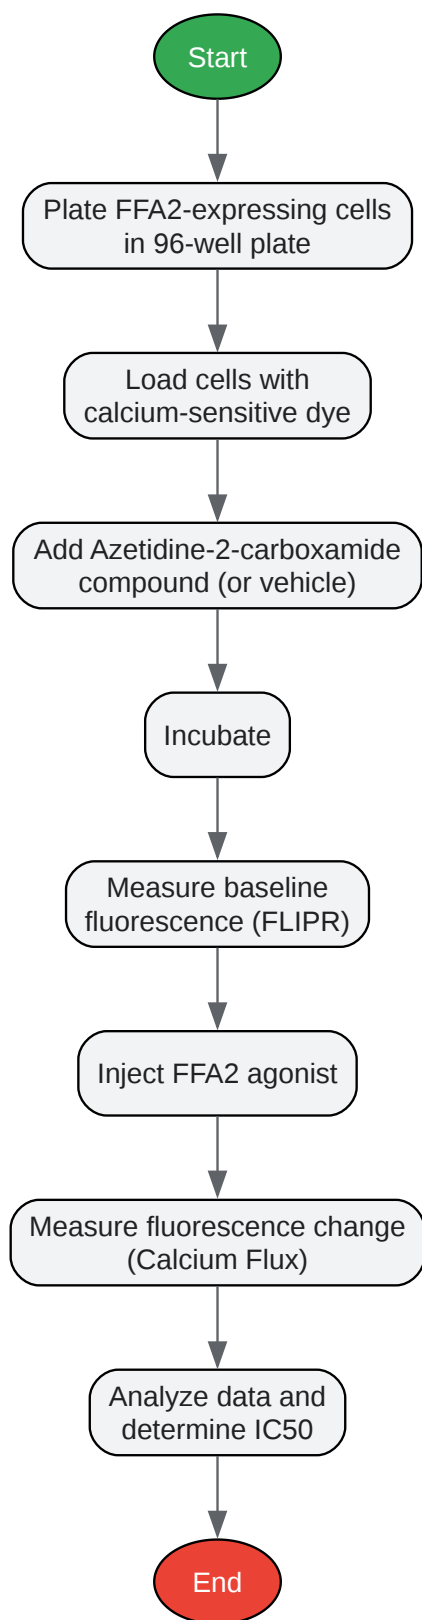 Start
Plate FFA2-expressing cells
in 96-well plate
Load cells with
calcium-sensitive dye
Add Azetidine-2-carboxamide
compound (or vehicle)
Incubate
Measure baseline
fluorescence (FLIPR)
Inject FFA2 agonist
Measure fluorescence change
(Calcium Flux)
Analyze data and
determine IC50
End